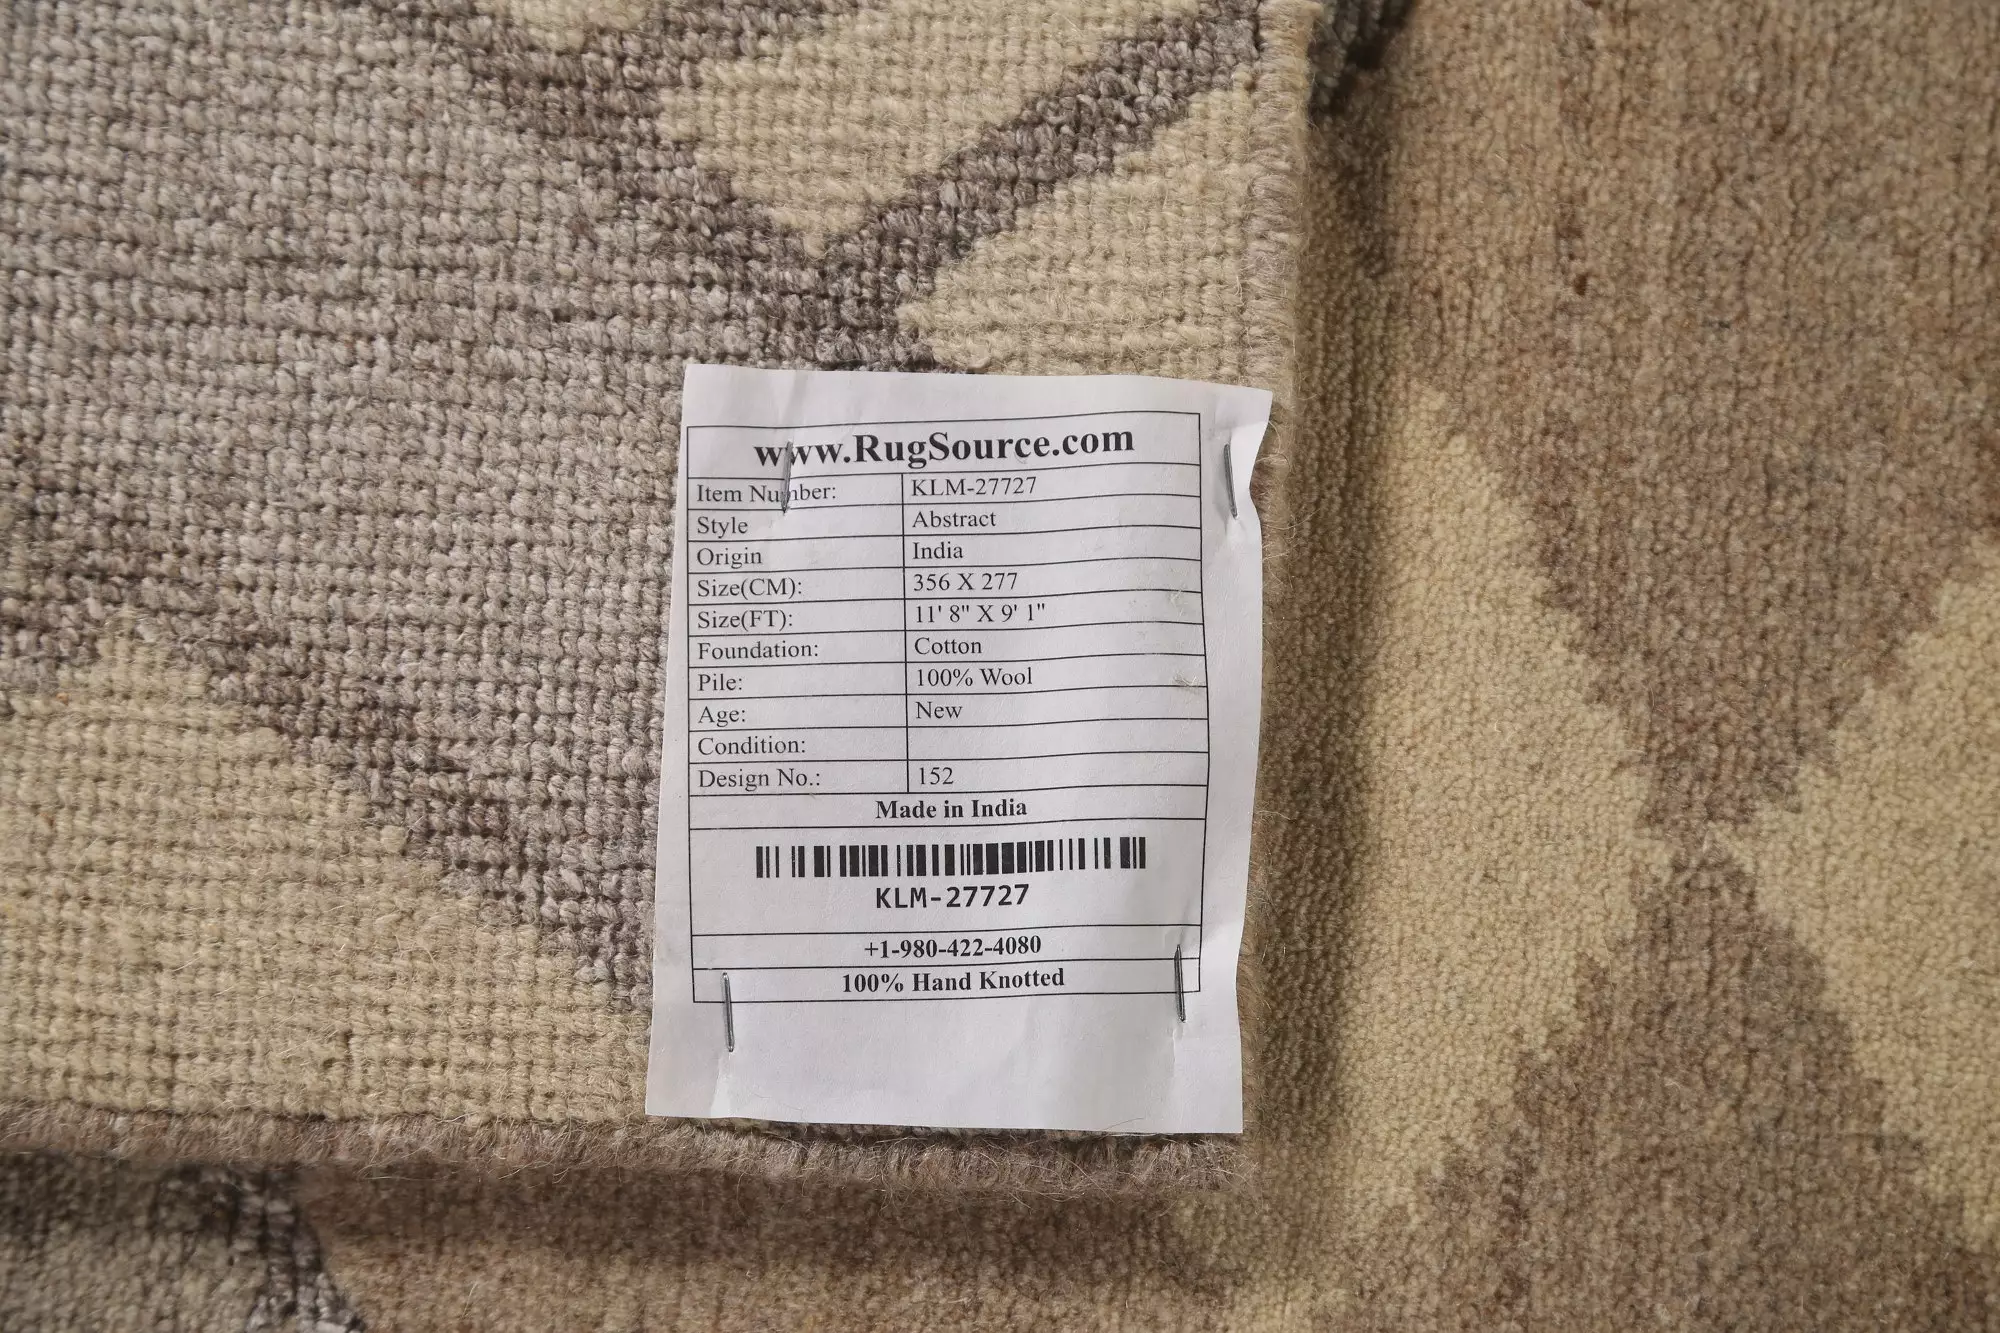 www.RugSource.com
Item Number: KLM-27727
Style Abstract
Origin India
Size(CM): 356 X 277
Size(FT): 11' 8" X 9' 1"
Foundation: Cotton
Pile: 100% Wool
Age: New
Condition:
Design No.: 152
Made in India
KLM-27727
+1-980-422-4080
100% Hand Knotted